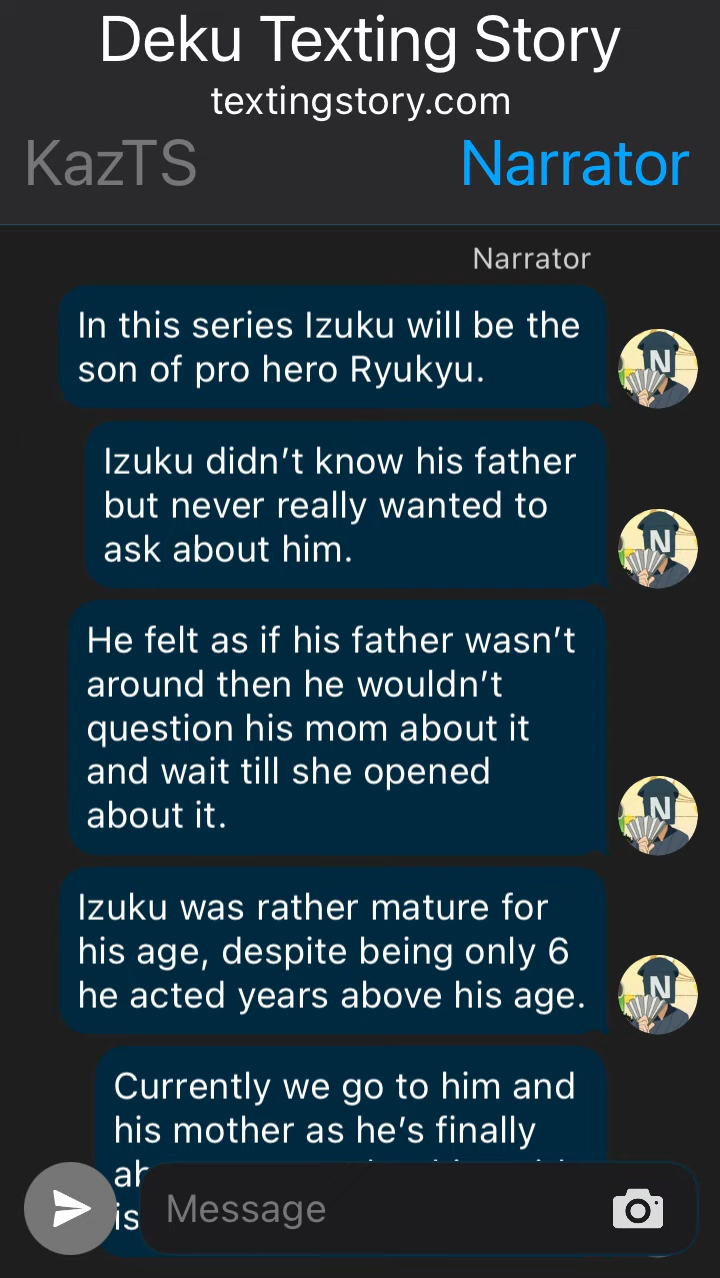 Deku Texting Story
textingstory.com
KazTS
Narrator
Narrator
In this series Izuku will be the
son of pro hero Ryukyu.
N
Izuku didn't know his father
but never really wanted to
ask about him.
N
He felt as if his father wasn't
around then he wouldn't
question his mom about it
and wait till she opened
about it.
N
Izuku was rather mature for
his age, despite being only 6
he acted years above his age.
N
Currently we go to him and
his mother as he's finally
is
Message